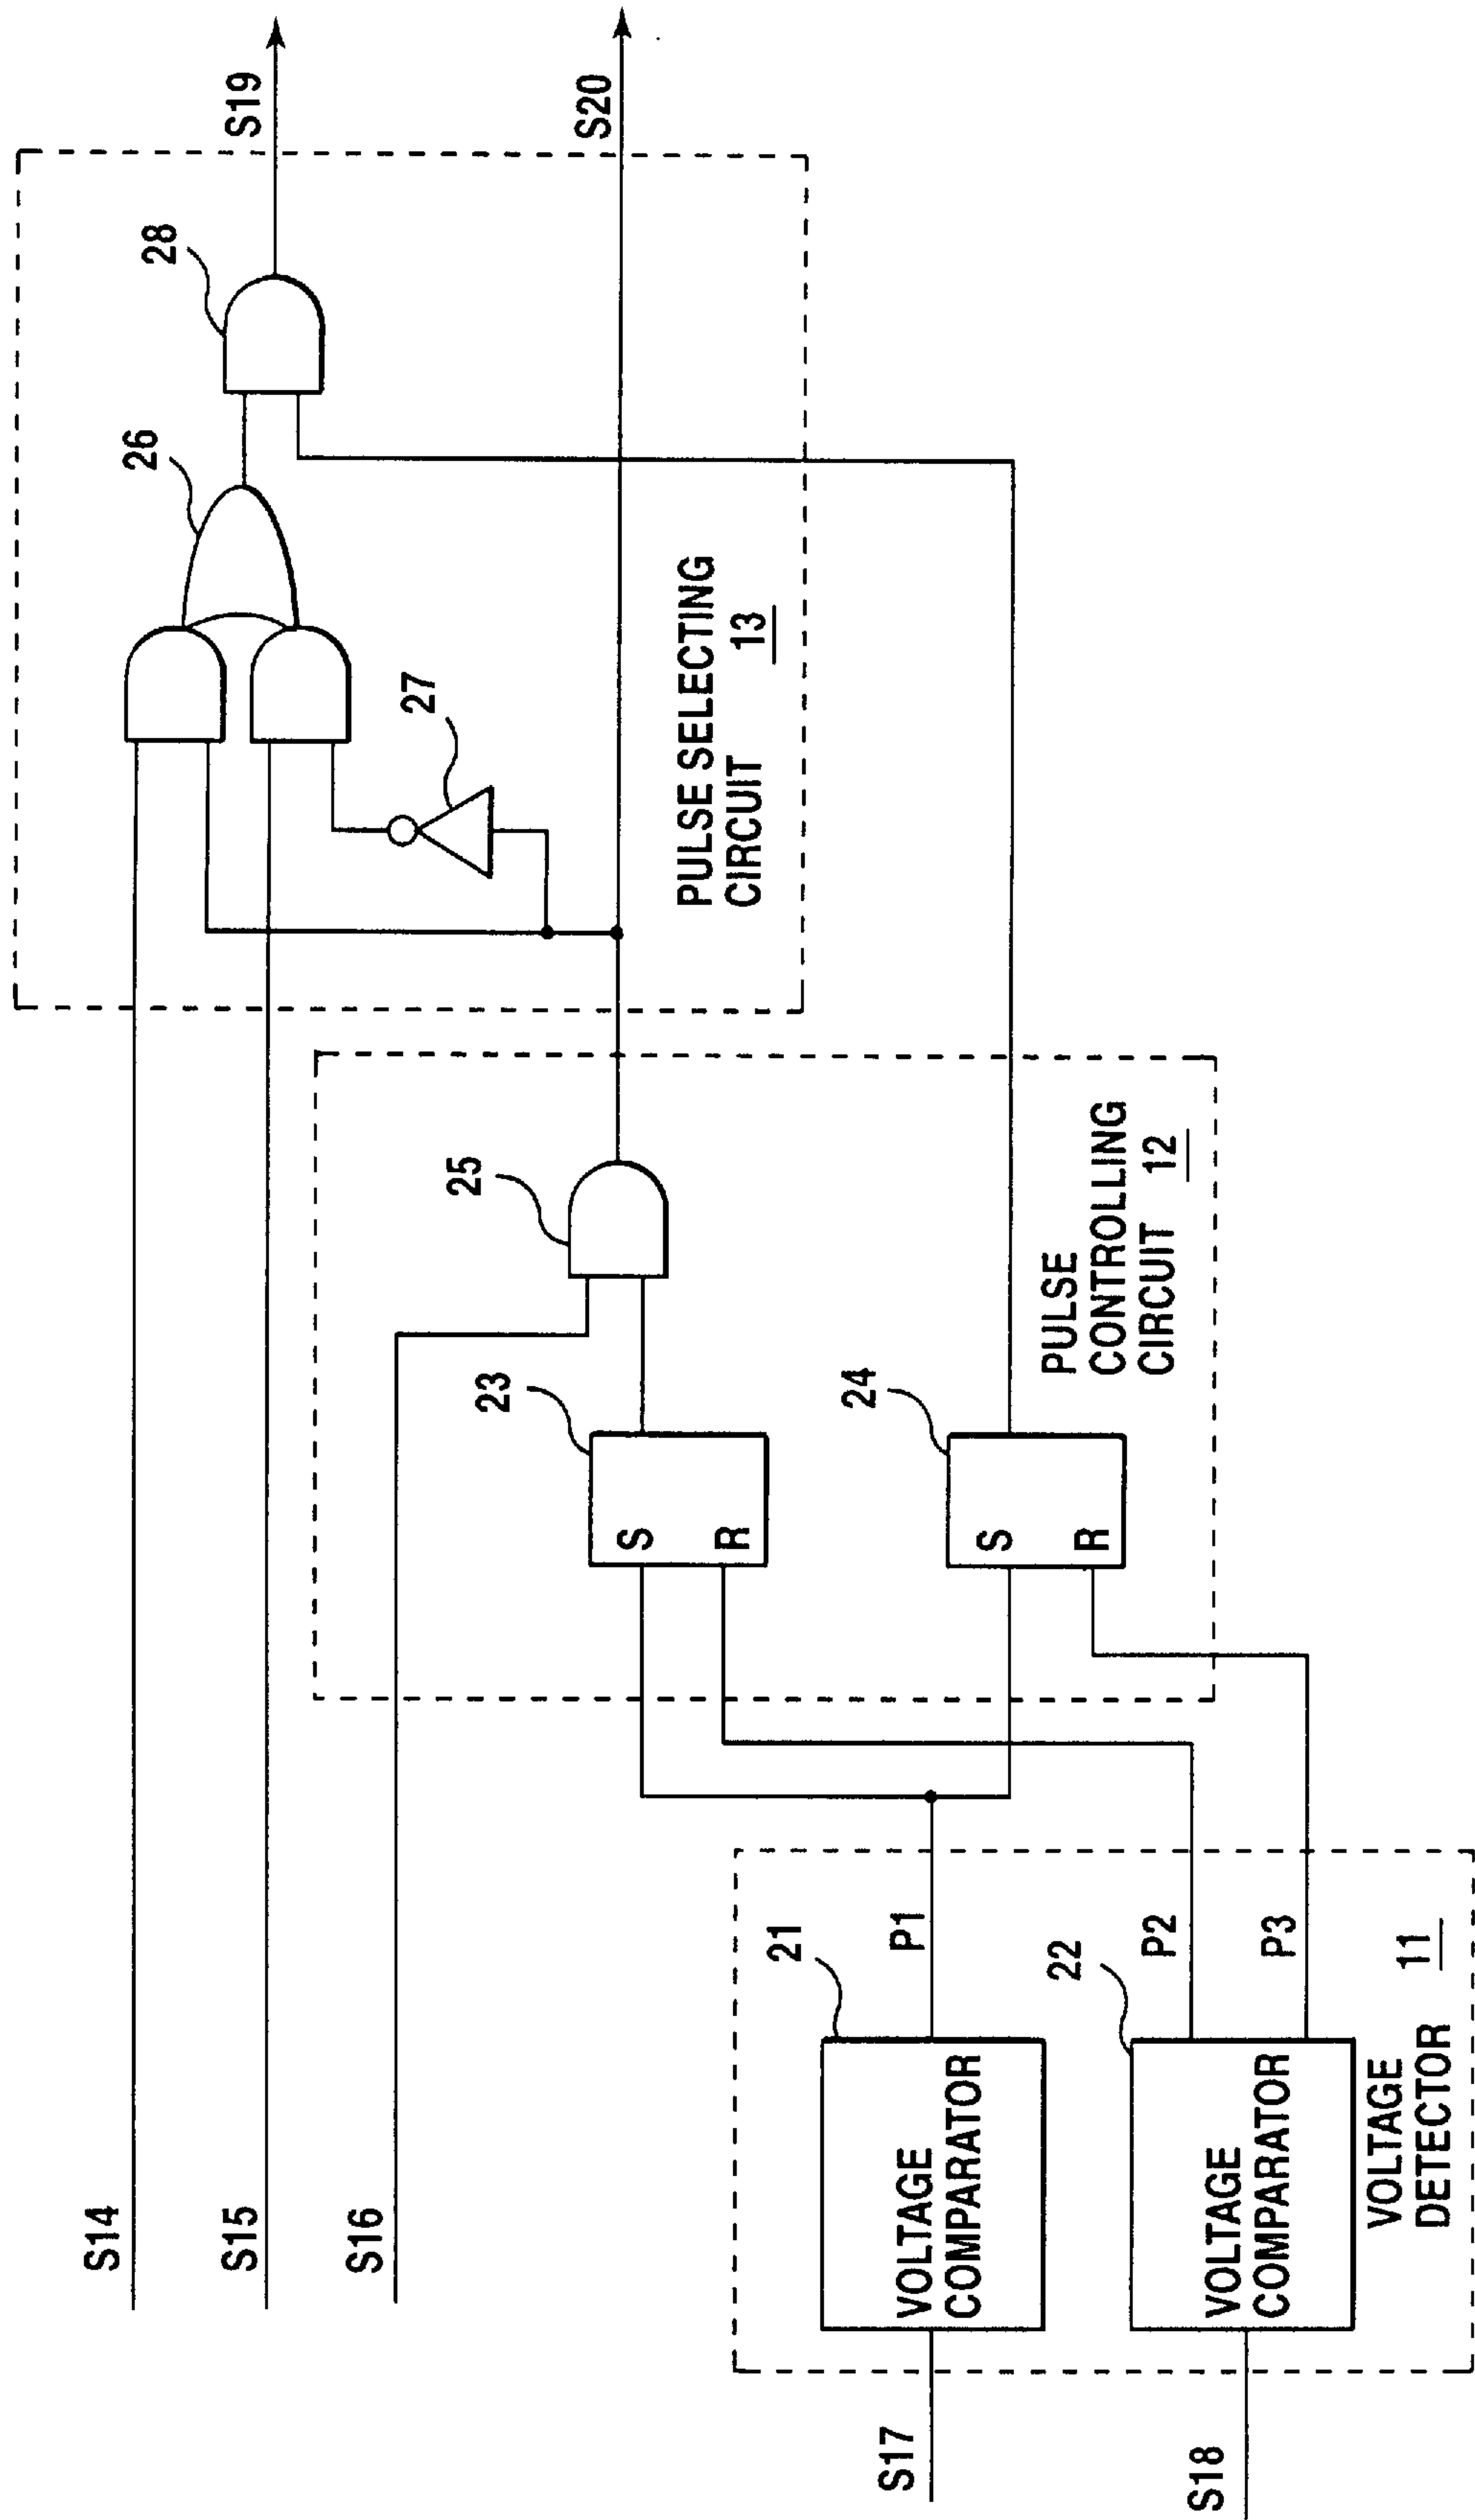 S14
S15
S16
S17
S18
VOLTAGE
COMPARATOR
21
P1
VOLTAGE
COMPARATOR
22
P2
P3
VOLTAGE
DETECTOR
11
S
R
23
S
R
24
25
PULSE
CONTROLLING
CIRCUIT 12
26
27
28
PULSE SELECTING
CIRCUIT 13
S19
S20